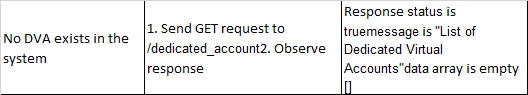 No DVA exists in the
system
1. Send GET request to
/dedicated_account2. Observe
response
Response status is
truemessage is "List of
Dedicated Virtual
Accounts"data array is empty
[]